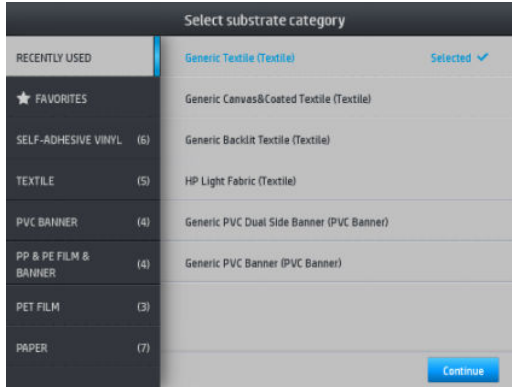 Select substrate category
RECENTLY USED
FAVORITES
SELF-ADHESIVE VINYL (6)
TEXTILE (5)
PVC BANNER (4)
PP & PE FILM &
BANNER (4)
PET FILM (3)
PAPER (7)
Generic Textile (Textile) Selected
Generic Canvas&Coated Textile (Textile)
Generic Backlit Textile (Textile)
HP Light Fabric (Textile)
Generic PVC Dual Side Banner (PVC Banner)
Generic PVC Banner (PVC Banner)
Continue